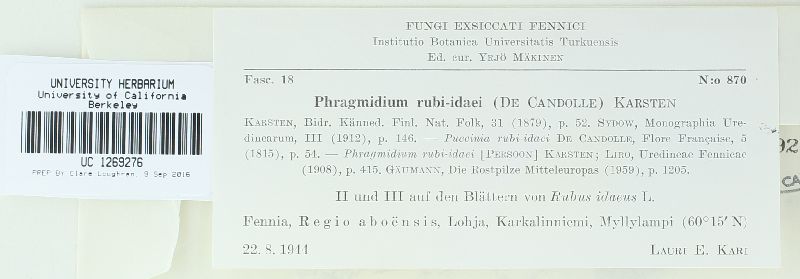 FUNGI EXSICCATI FENNICI
Institutio Botanica Universitatis Turkuensis
Ed. cur. YRJÖ MÄKINEN
Fasc. 18 N:o 870
Phragmidium rubi-idaei (DE CANDOLLE) KARSTEN
KARSTEN, Bidr. Känned. Finl. Nat. Folk, 31 (1879), p. 52. SYDOW, Monographia Ure-
dinearum, III (1912), p. 146. — Puccinia rubi-idaei DE CANDOLLE, Flore Française, 5
(1815), p. 54. — Phragmidium rubi-idaei [PERSOON] KARSTEN; LIRO, Uredineae Fennicae
(1908), p. 415. GÄUMANN, Die Rostpilze Mitteleuropas (1959), p. 1205.
II und III auf den Blättern von Rubus idaeus L.
Fennia, Regio aboënsis, Lohja, Karkalinniemi, Myllylampi (60°15′ N)
22. 8. 1944 LAURI E. KARI
UNIVERSITY HERBARIUM
University of California
Berkeley
UC 1269276
PREP BY Clare Loughran, 9 Sep 2016
92
CA